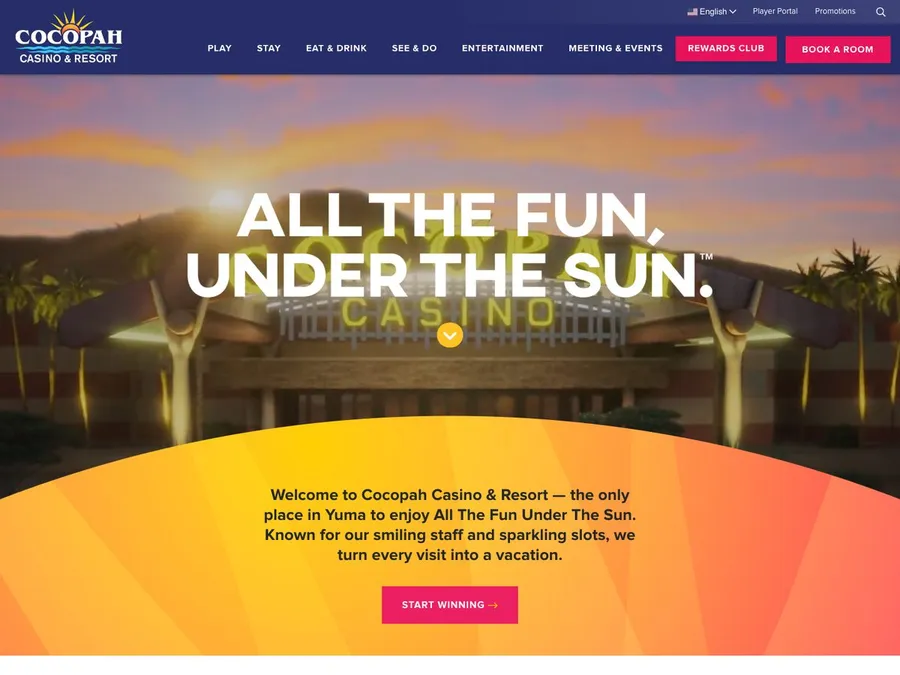 English
Player Portal
Promotions
COCOPAH
CASINO & RESORT
PLAY
STAY
EAT & DRINK
SEE & DO
ENTERTAINMENT
MEETING & EVENTS
REWARDS CLUB
BOOK A ROOM
ALL THE FUN,
UNDER THE SUN.™
COCOPAH
CASINO
Welcome to Cocopah Casino & Resort — the only
place in Yuma to enjoy All The Fun Under The Sun.
Known for our smiling staff and sparkling slots, we
turn every visit into a vacation.
START WINNING →